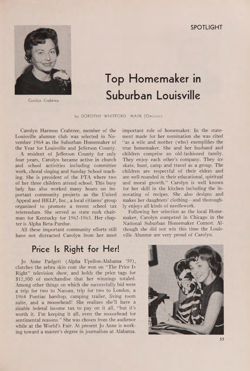 SPOTLIGHT
Carolyn Crabtree
Top Homemaker in
Suburban Louisville
by DOROTHY WHITFORD MAIR (Omicron)
Carolyn Harmon Crabtree, member of the
Louisville alumnæ club was selected in No-
vember 1964 as the Suburban Homemaker of
the Year for Louisville and Jefferson County.
A resident of Jefferson County for only
four years, Carolyn became active in church
and school activities including committee
work, choral singing and Sunday School teach-
ing. She is president of the PTA where two
of her three children attend school. This busy
lady has also worked many hours on im-
portant community projects as the United
Appeal and HELP, Inc., a local citizens' group
organized to promote a recent school tax
referendum. She served as state rush chair-
man for Kentucky for 1962-1963. Her chap-
ter is Alpha Beta Pastor.
All these important community efforts still
have not distracted Carolyn from her most
important role of homemaker. In the state-
ment made for her nomination she was cited
"as a wife and mother (who) exemplifies the
true homemaker. She and her husband and
children comprise an old-fashioned family.
They enjoy each other's company. They ice
skate, hunt, camp and travel as a group. The
children are respectful of their elders and
are well-rounded in their educational, spiritual
and moral growth." Carolyn is well known
for her skill in the kitchen including the in-
venting of recipes. She also designs and
makes her daughters' clothing—and thorough-
ly enjoys all kinds of needlework.
Following her selection as the local Home-
maker, Carolyn competed in Chicago in the
National Suburban Homemaker Contest. Al-
though she did not win this time the Louis-
ville Alumnæ are very proud of Carolyn.
Price Is Right for Her!
Jo Anne Padgett (Alpha Upsilon-Alabama '59),
clutches the zebra skin coat she won on "The Price Is
Right" television show, and holds the price tags for
$11,500 of merchandise that her winnings totaled.
Among other things on which she successfully bid were
a trip for two to Nassau, trip for two to London, a
1964 Pontiac hardtop, camping trailer, living room
suite, and a houseboat! She realizes she'll have a
sizable federal income tax to pay on it all, "but it's
worth it. I'm keeping it all, even the houseboat for
sentimental reasons." She was chosen from the audience
while at the World's Fair. At present Jo Anne is work-
ing toward a master's degree in journalism at Alabama.
55